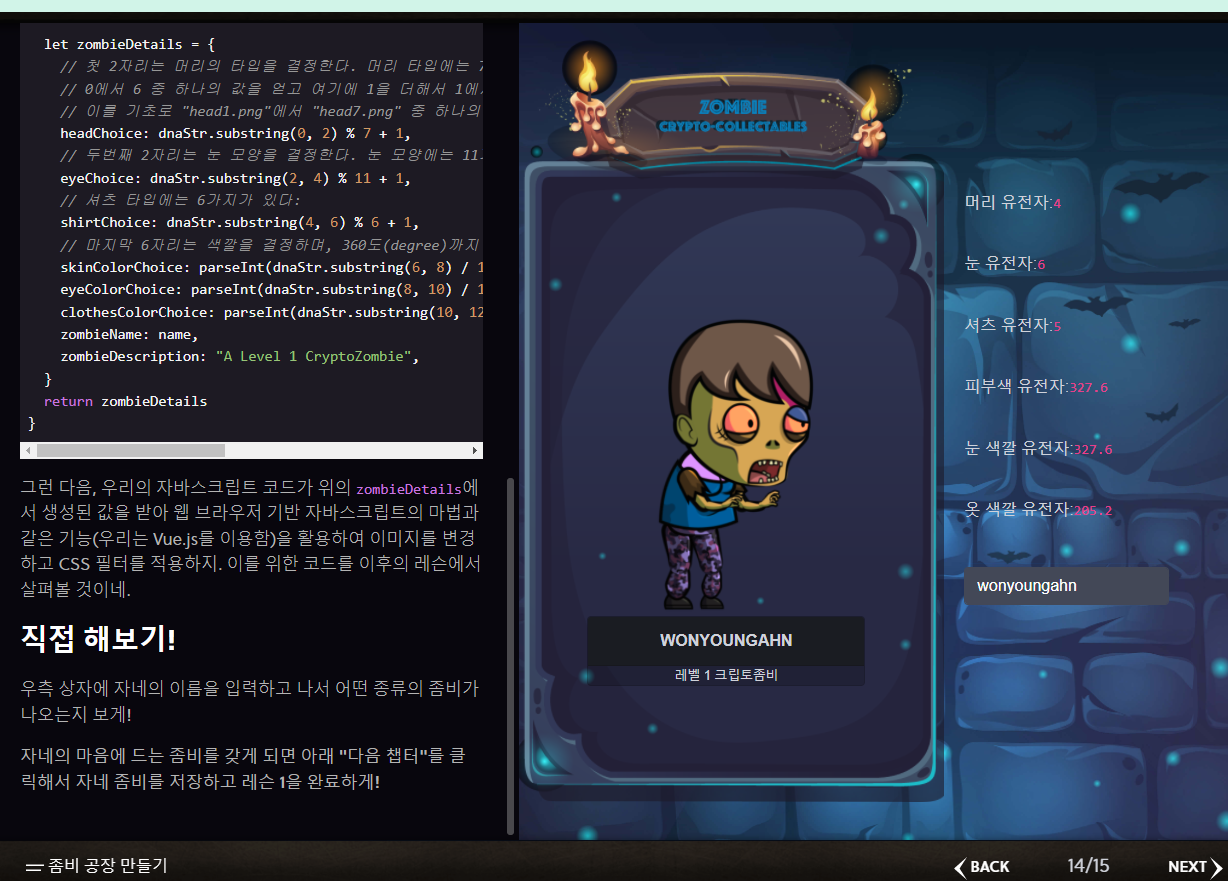 let zombieDetails = {
// 첫 2자리는 머리의 타입을 결정한다. 머리 타입에는 7
// 0에서 6 중 하나의 값을 얻고 여기에 1을 더해서 1에서
// 이를 기초로 "head1.png"에서 "head7.png" 중 하나의
headChoice: dnaStr.substring(0, 2) % 7 + 1,
// 두번째 2자리는 눈 모양을 결정한다. 눈 모양에는 11
eyeChoice: dnaStr.substring(2, 4) % 11 + 1,
// 셔츠 타입에는 6가지가 있다:
shirtChoice: dnaStr.substring(4, 6) % 6 + 1,
// 마지막 6자리는 색깔을 결정하며, 360도(degree)까지
skinColorChoice: parseInt(dnaStr.substring(6, 8) / 1
eyeColorChoice: parseInt(dnaStr.substring(8, 10) / 1
clothesColorChoice: parseInt(dnaStr.substring(10, 12
zombieName: name,
zombieDescription: "A Level 1 CryptoZombie",
}
return zombieDetails
}
그런 다음, 우리의 자바스크립트 코드가 위의 zombieDetails에
서 생성된 값을 받아 웹 브라우저 기반 자바스크립트의 마법과
같은 기능(우리는 Vue.js를 이용함)을 활용하여 이미지를 변경
하고 CSS 필터를 적용하지. 이를 위한 코드를 이후의 레슨에서
살펴볼 것이네.
직접 해보기!
우측 상자에 자네의 이름을 입력하고 나서 어떤 종류의 좀비가
나오는지 보게!
자네의 마음에 드는 좀비를 갖게 되면 아래 "다음 챕터"를 클
릭해서 자네 좀비를 저장하고 레슨 1을 완료하게!
ZOMBIE
CRYPTO-COLLECTABLES
WONYOUNGAHN
레벨 1 크립토좀비
머리 유전자:4
눈 유전자:6
셔츠 유전자:5
피부색 유전자:327.6
눈 색깔 유전자:327.6
옷 색깔 유전자:205.2
wonyoungahn
좀비 공장 만들기
BACK
14/15
NEXT